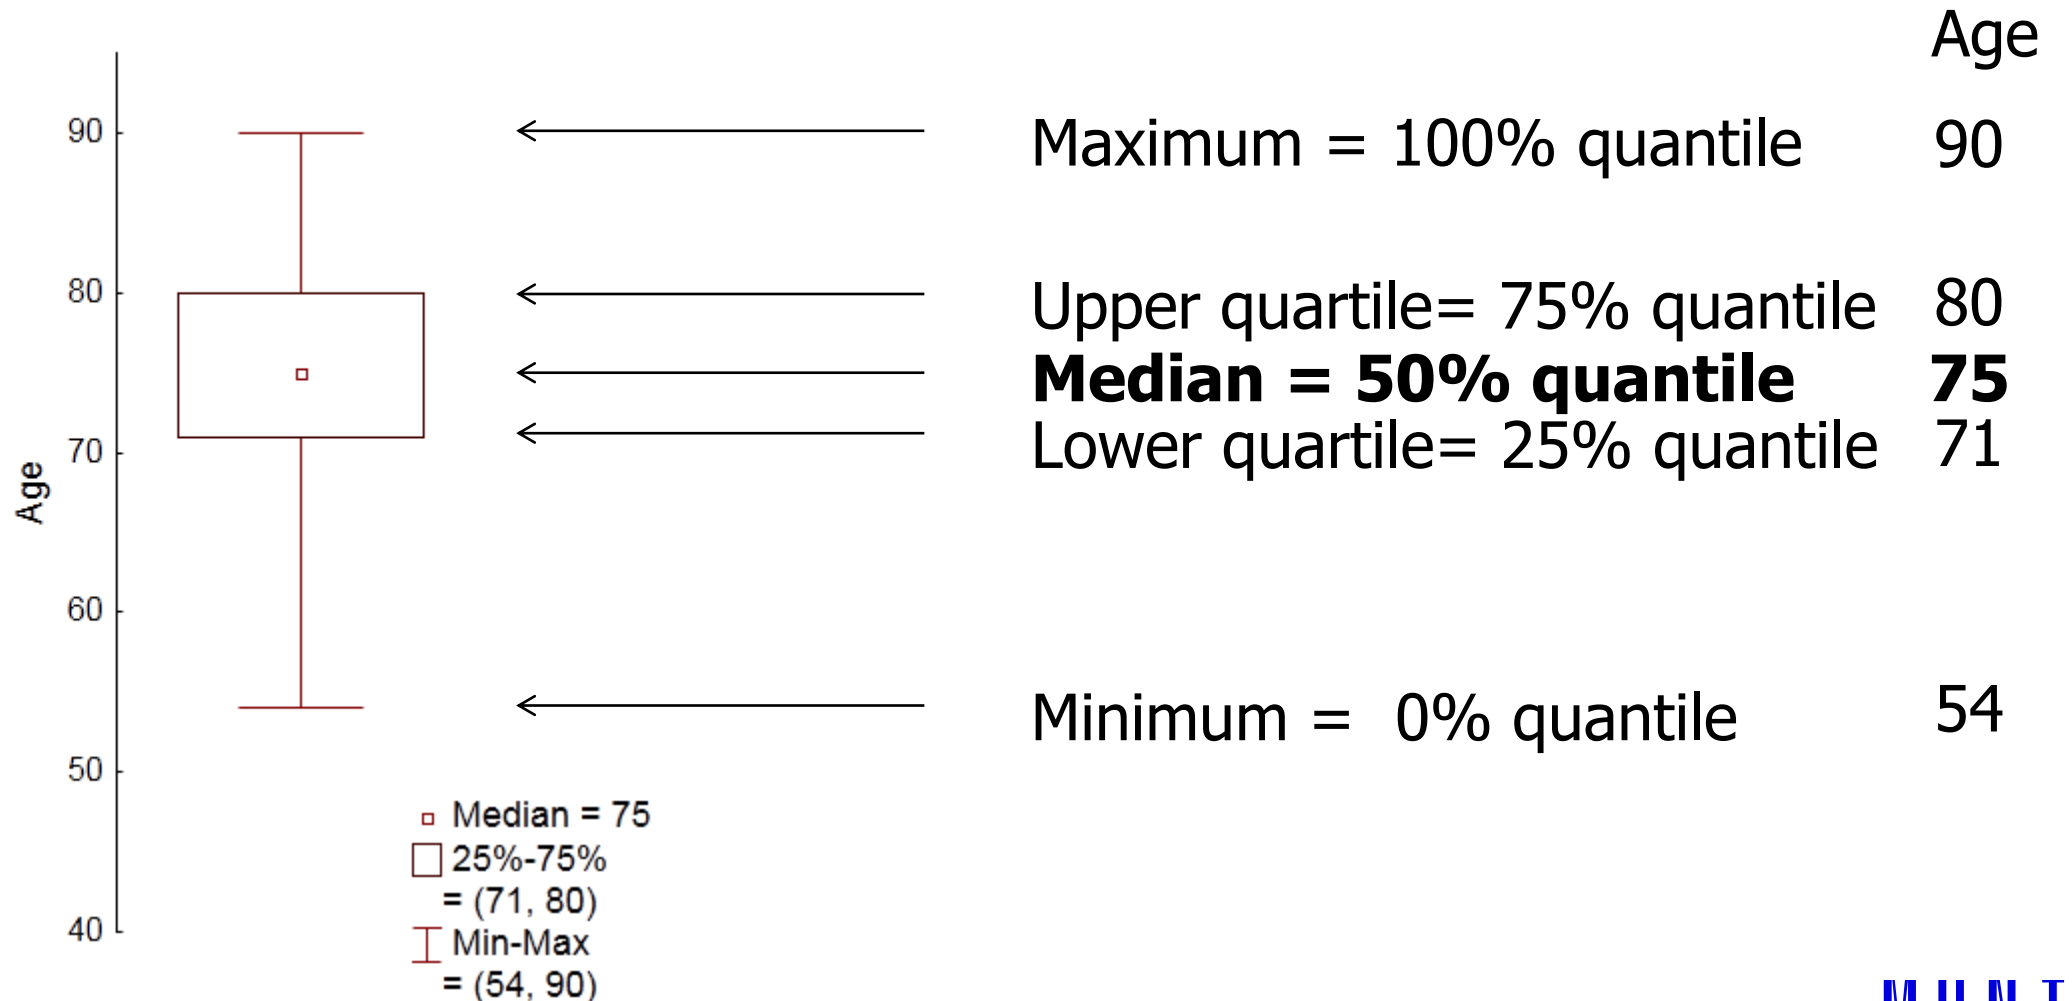 Age
Maximum = 100% quantile 90
Upper quartile= 75% quantile 80
Median = 50% quantile 75
Lower quartile= 25% quantile 71
Minimum = 0% quantile 54
90
80
70
60
50
40
Age
Median = 75
25%-75%
= (71, 80)
Min-Max
= (54, 90)
MUNI